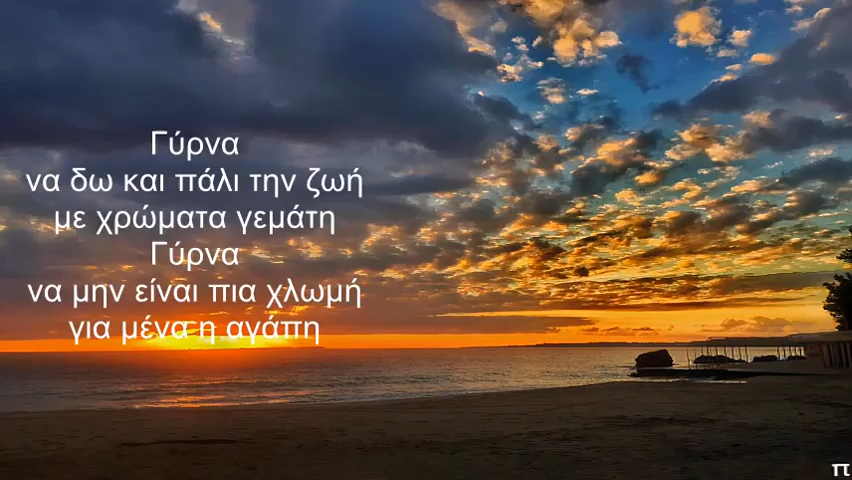 Γύρνα
να δω και πάλι την ζωή
με χρώματα γεμάτη
Γύρνα
να μην είναι πια χλωμή
για μένα η αγάπη
π